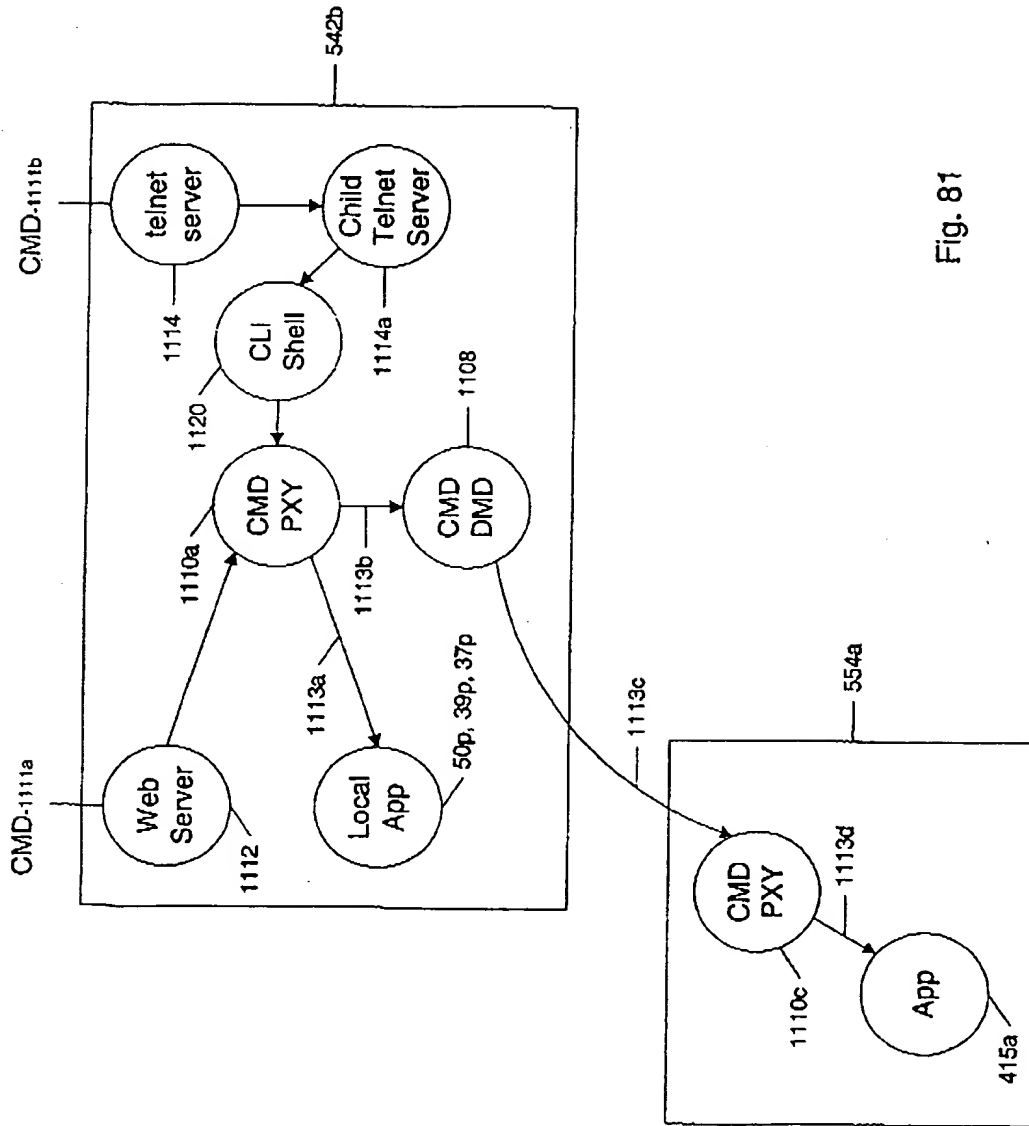 CMD-1111a
CMD-1111b
Web
Server
1112
telnet
server
1114
Child
Telnet
Server
1114a
CLI
Shell
1120
CMD
PXY
1110a
1113a
1113b
Local
App
50p, 39p, 37p
CMD
DMD
1108
542b
1113c
554a
CMD
PXY
1110c
1113d
App
415a
Fig. 81